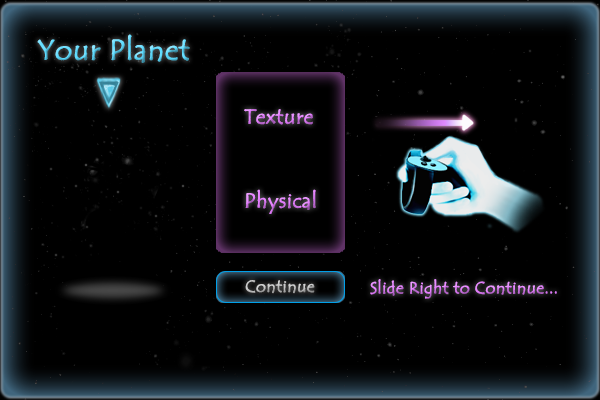 Your Planet
Texture
Physical
Continue
Slide Right to Continue...